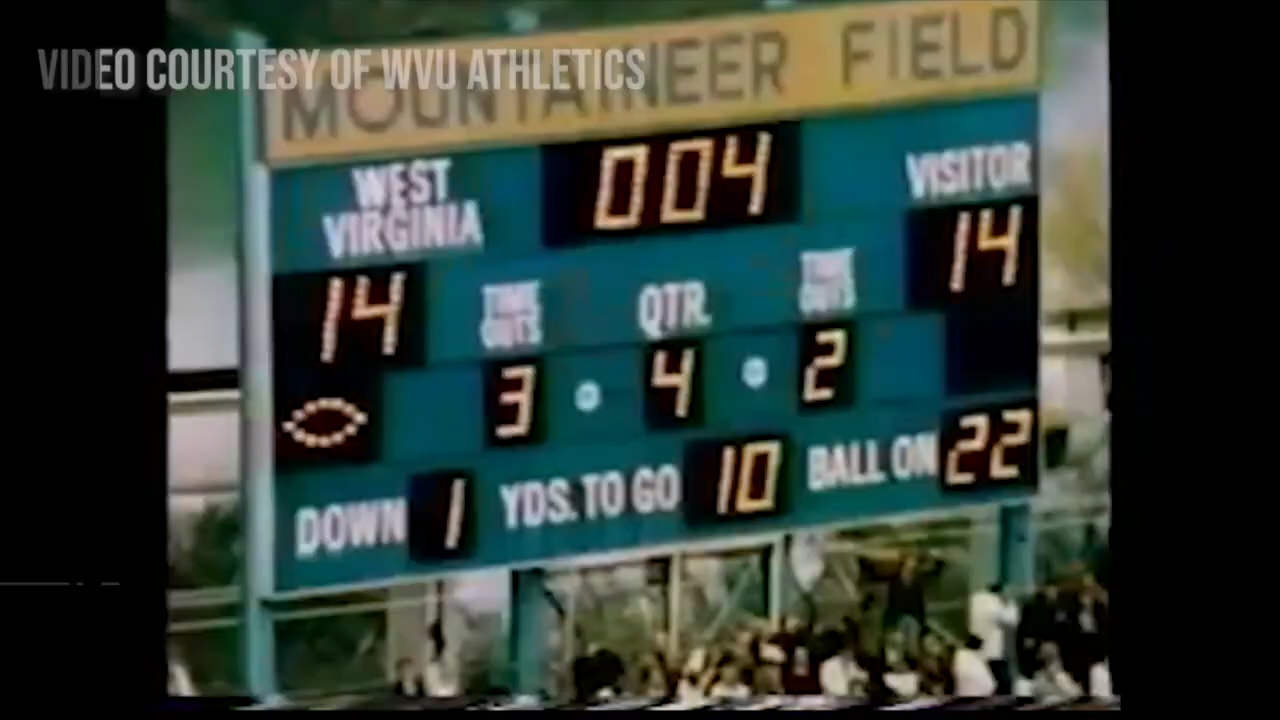 VIDEO COURTESY OF WVU ATHLETICS
MOUNTAINEER FIELD
WEST
VIRGINIA
004
VISITOR
14
TIME
OUTS
QTR.
TIME
OUTS
14
3 4 2
DOWN 1 YDS. TO GO 10 BALL ON 22